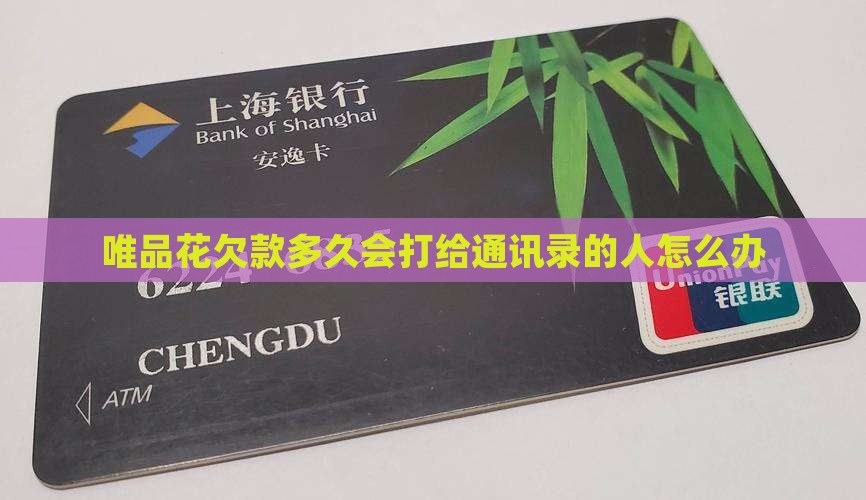 上海银行
Bank of Shanghai
安逸卡
唯品花欠款多久会打给通讯录的人怎么办
6224
UnionPay
银联
CHENGDU
ATM